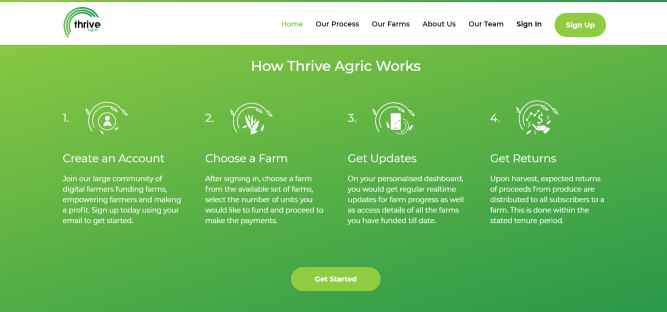 thrive
agric
Home Our Process Our Farms About Us Our Team Sign In Sign Up
How Thrive Agric Works
1.
Create an Account
Join our large community of
digital farmers funding farms,
empowering farmers and making
a profit. Sign up today using your
email to get started.
2.
Choose a Farm
After signing in, choose a farm
from the available set of farms,
select the number of units you
would like to fund and proceed to
make the payments.
3.
Get Updates
On your personalised dashboard,
you would get regular realtime
updates for farm progress as well
as access details of all the farms
you have funded till date.
4.
Get Returns
Upon harvest, expected returns
of proceeds from produce are
distributed to all subscribers to a
farm. This is done within the
stated tenure period.
Get Started